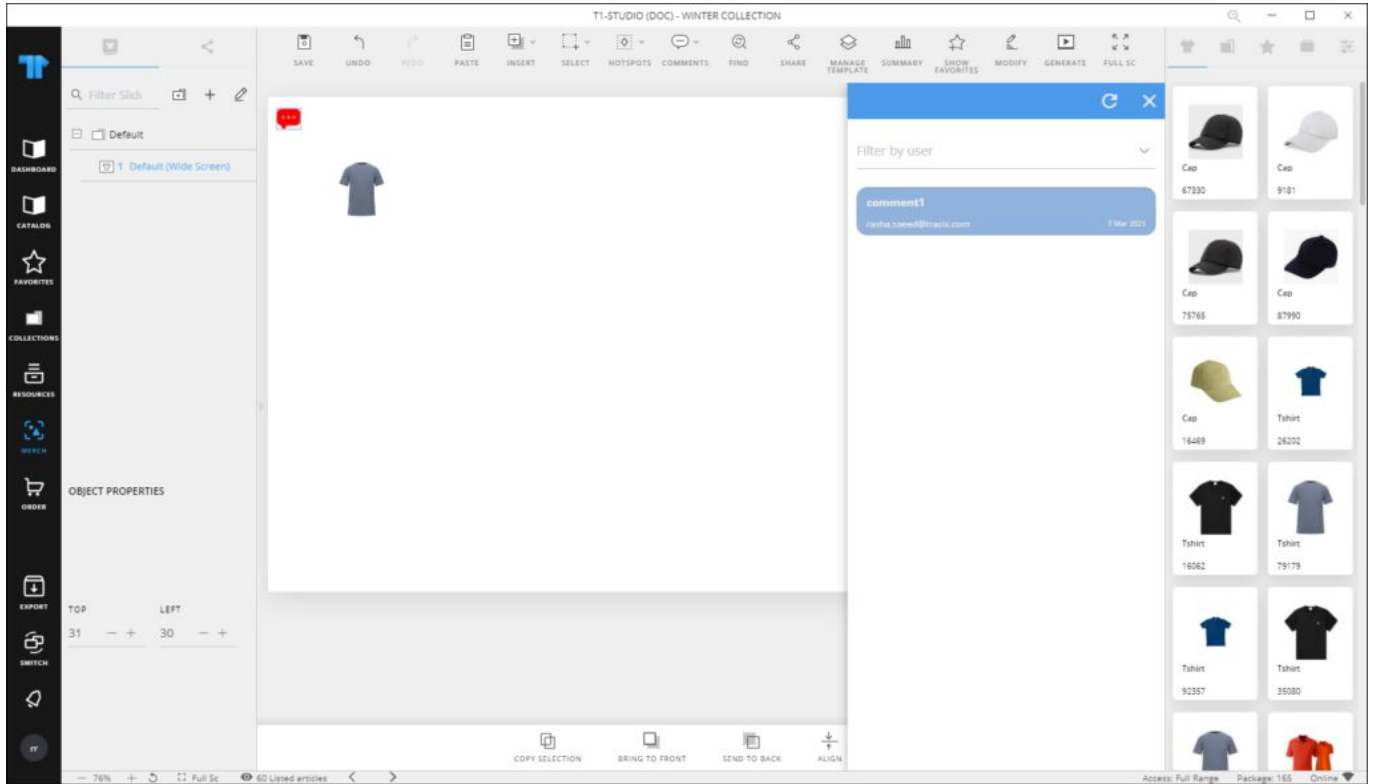 T1-STUDIO (DOC) - WINTER COLLECTION
SAVE
UNDO
REDO
PASTE
INSERT
SELECT
HOTSPOTS
COMMENTS
FIND
SHARE
MANAGE TEMPLATE
SUMMARY
SHOW FAVORITES
MODIFY
GENERATE
FULL SC
DASHBOARD
CATALOG
FAVORITES
COLLECTIONS
RESOURCES
MERCH
ORDER
EXPORT
SWITCH
Filter Slid
Default
1 Default (Wide Screen)
OBJECT PROPERTIES
TOP LEFT
31 − + 30 − +
Filter by user
comment1
rasha.saeed@trasix.com 7 Mar 2021
Cap Cap
67330 9181
Cap Cap
75765 87990
Cap Tshirt
16469 26202
Tshirt Tshirt
16062 79179
Tshirt Tshirt
92357 35080
COPY SELECTION
BRING TO FRONT
SEND TO BACK
ALIGN
− 76% + Full Sc 60 Listed articles
Access: Full Range Package: 165 Online